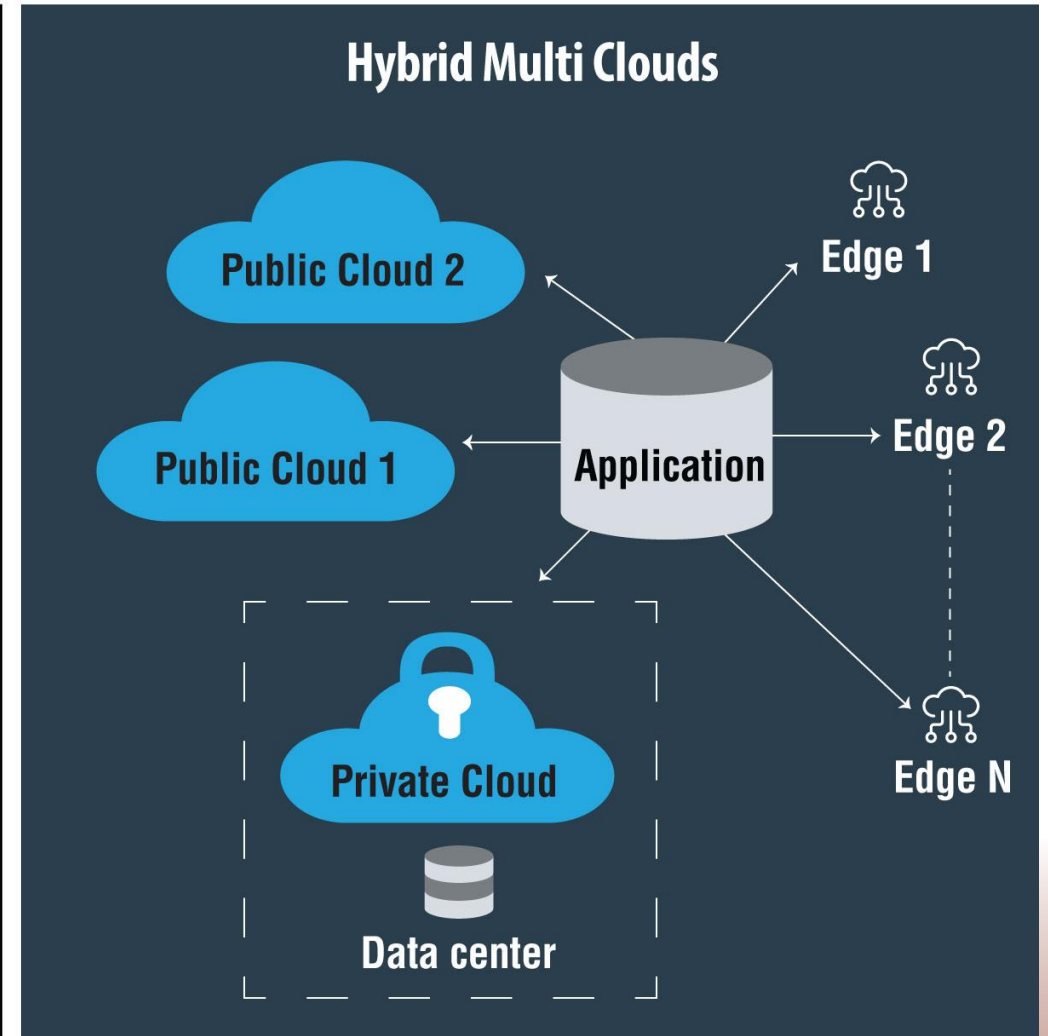 Hybrid Multi Clouds
Public Cloud 2
Edge 1
Public Cloud 1
Application
Edge 2
Private Cloud
Edge N
Data center